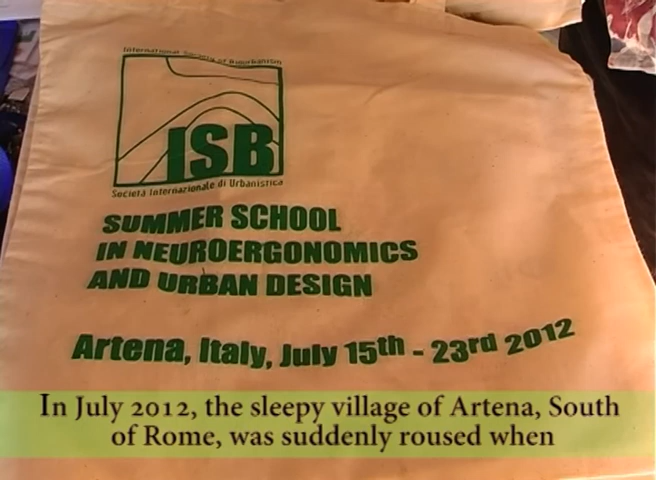 International Society of Biourbanism
ISB
Società Internazionale di Urbanistica
SUMMER SCHOOL
IN NEUROERGONOMICS
AND URBAN DESIGN
Artena, Italy, July 15th - 23rd 2012
In July 2012, the sleepy village of Artena, South
of Rome, was suddenly roused when